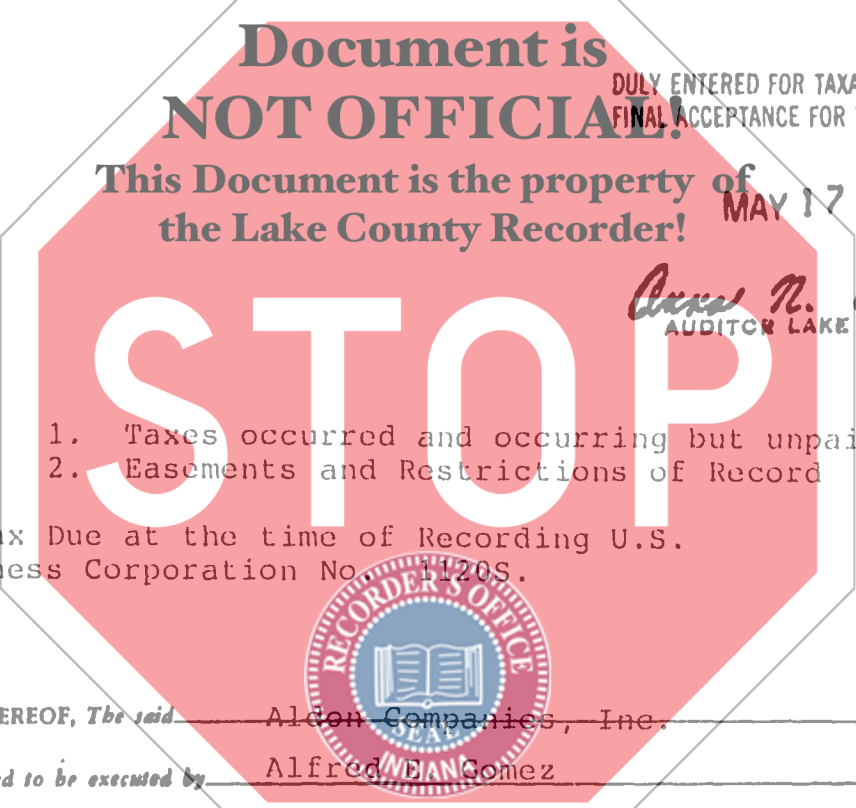 Document is
NOT OFFICIAL!
This Document is the property of
the Lake County Recorder!
DULY ENTERED FOR TAXA
FINAL ACCEPTANCE FOR
MAY 17
Anna N.
AUDITOR LAKE
STOP
1. Taxes occurred and occurring but unpai
2. Easements and Restrictions of Record
ax Due at the time of Recording U.S.
ness Corporation No. 1120S.
RECORDER'S OFFICE
SEAL
INDIANA
EREOF, The said Aldon Companies, Inc.
ed to be executed by Alfred E. Gomez